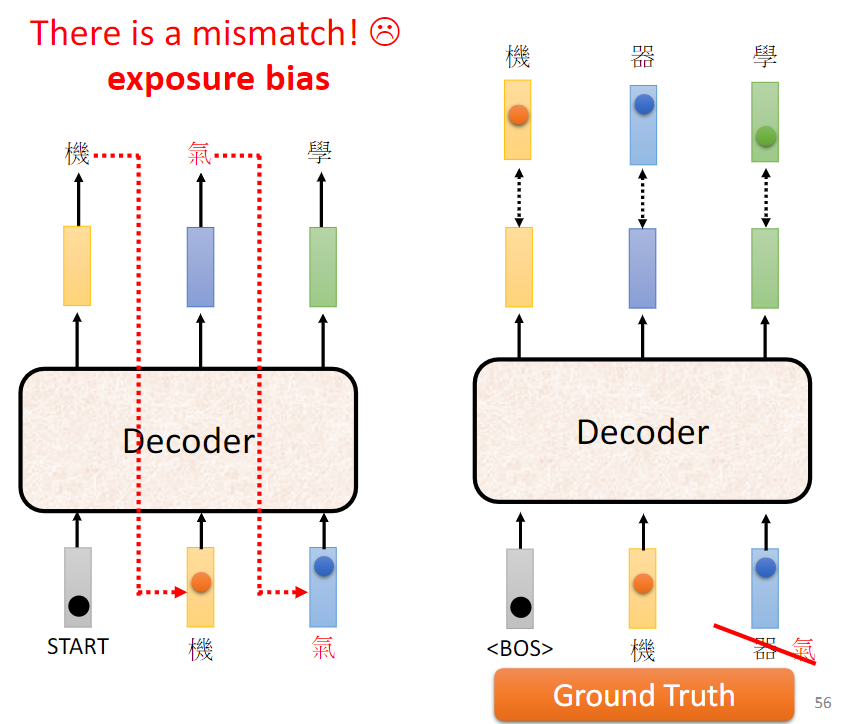 There is a mismatch! ☹
exposure bias
機 氣 學
Decoder
START 機 氣
機 器 學
Decoder
<BOS> 機 器 氣
Ground Truth
56